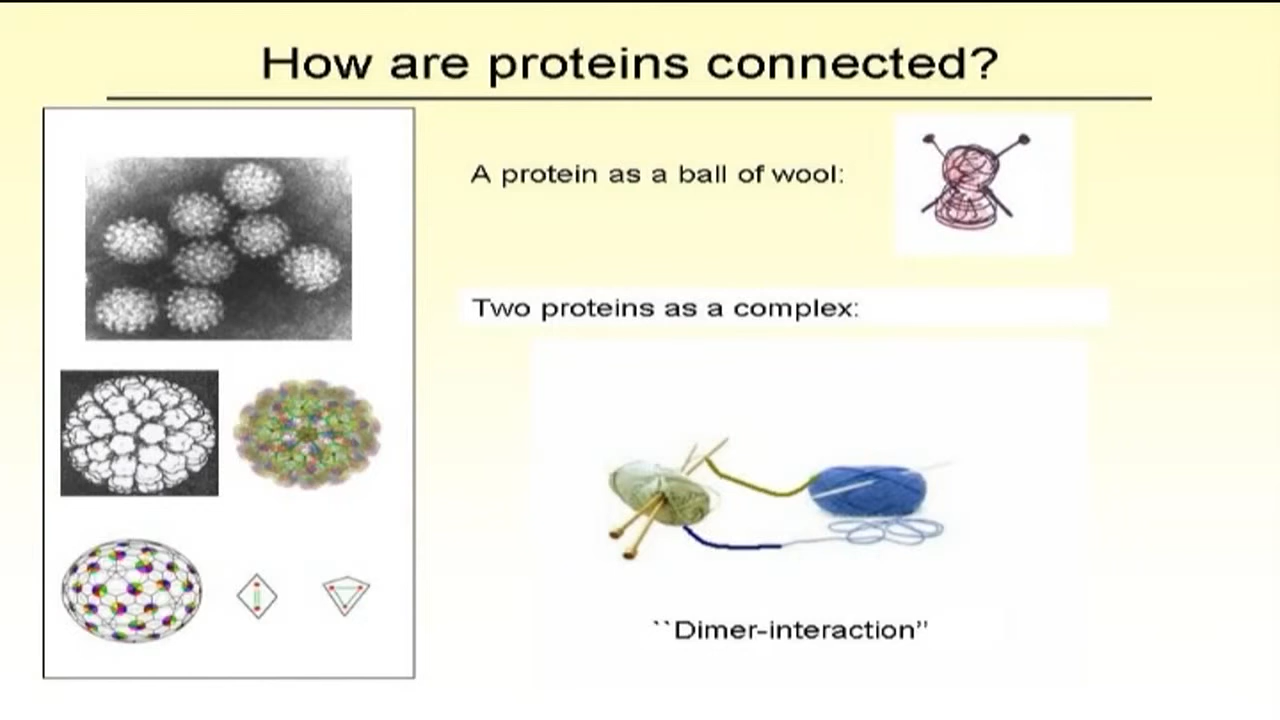 How are proteins connected?
A protein as a ball of wool:
Two proteins as a complex:
``Dimer-interaction”